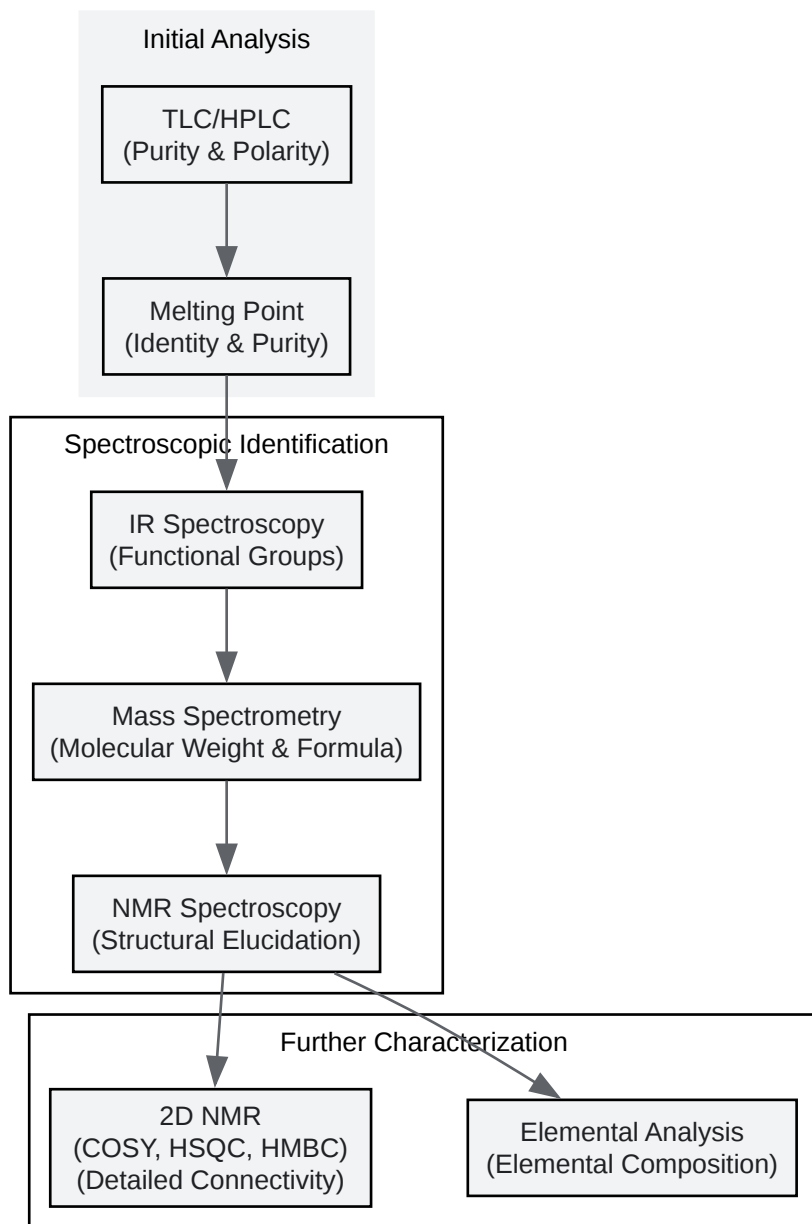 Initial Analysis
TLC/HPLC
(Purity & Polarity)
Melting Point
(Identity & Purity)
Spectroscopic Identification
IR Spectroscopy
(Functional Groups)
Mass Spectrometry
(Molecular Weight & Formula)
NMR Spectroscopy
(Structural Elucidation)
Further Characterization
2D NMR
(COSY, HSQC, HMBC)
(Detailed Connectivity)
Elemental Analysis
(Elemental Composition)